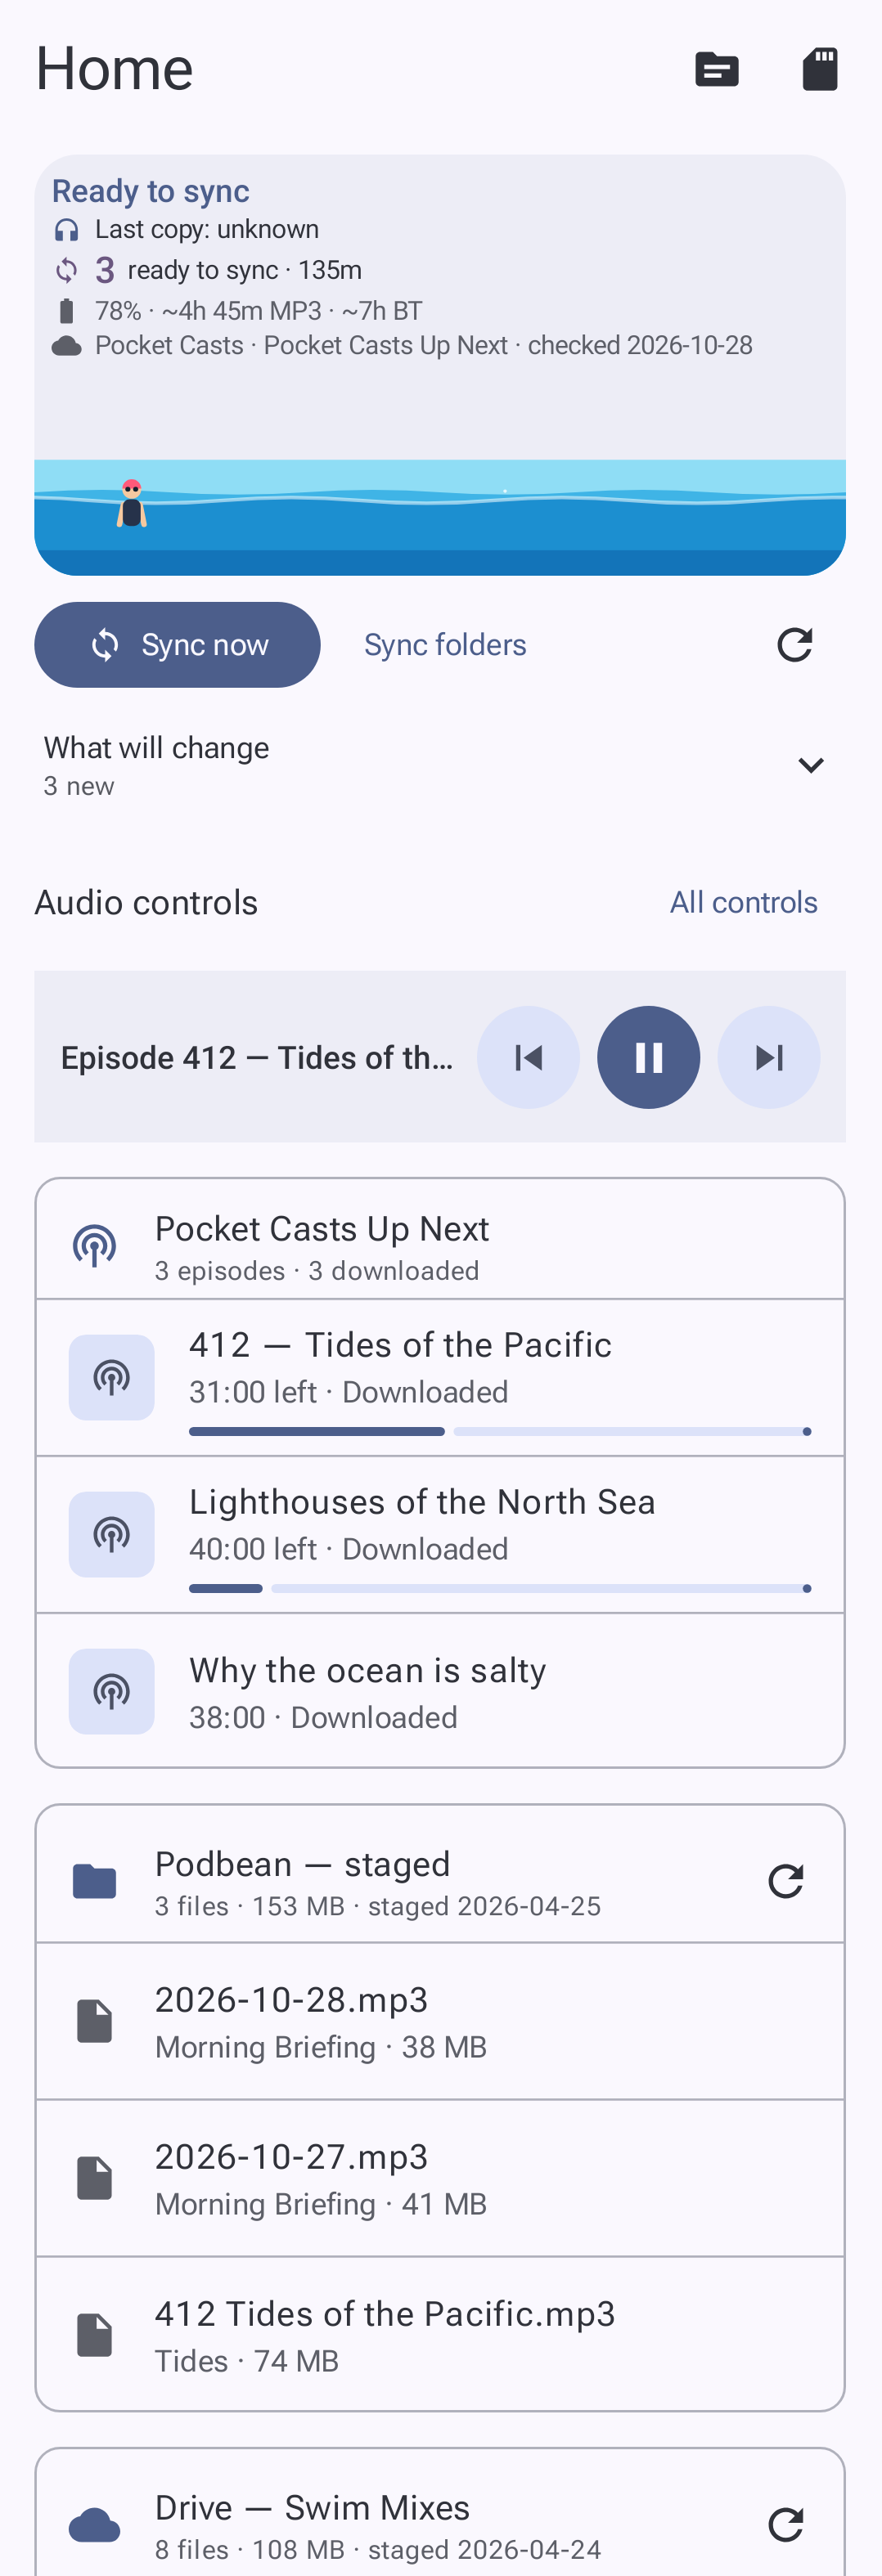 Home
Ready to sync
Last copy: unknown
3 ready to sync · 135m
78% · ~4h 45m MP3 · ~7h BT
Pocket Casts · Pocket Casts Up Next · checked 2026-10-28
Sync now
Sync folders
What will change
3 new
Audio controls
All controls
Episode 412 — Tides of th…
Pocket Casts Up Next
3 episodes · 3 downloaded
412 — Tides of the Pacific
31:00 left · Downloaded
Lighthouses of the North Sea
40:00 left · Downloaded
Why the ocean is salty
38:00 · Downloaded
Podbean — staged
3 files · 153 MB · staged 2026-04-25
2026-10-28.mp3
Morning Briefing · 38 MB
2026-10-27.mp3
Morning Briefing · 41 MB
412 Tides of the Pacific.mp3
Tides · 74 MB
Drive — Swim Mixes
8 files · 108 MB · staged 2026-04-24